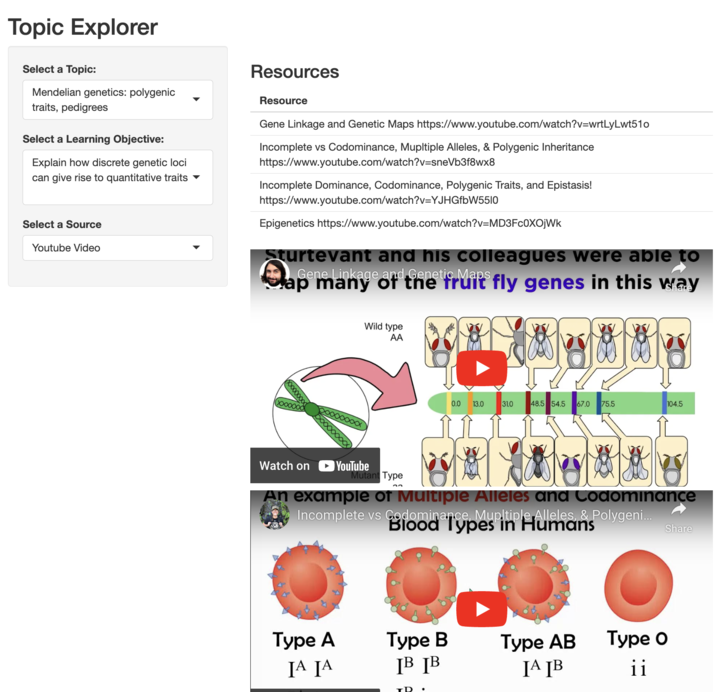 Topic Explorer
Select a Topic:
Mendelian genetics: polygenic
traits, pedigrees
Select a Learning Objective:
Explain how discrete genetic loci
can give rise to quantitative traits
Select a Source
Youtube Video
Resources
Resource
Gene Linkage and Genetic Maps https://www.youtube.com/watch?v=wrtLyLwt51o
Incomplete vs Codominance, Mupltiple Alleles, & Polygenic Inheritance
https://www.youtube.com/watch?v=sneVb3f8wx8
Incomplete Dominance, Codominance, Polygenic Traits, and Epistasis!
https://www.youtube.com/watch?v=YJHGfbW55l0
Epigenetics https://www.youtube.com/watch?v=MD3Fc0XOjWk
Sturtevant and his colleagues were able to
Gene Linkage and Genetic Maps
Share
map many of the fruit fly genes in this way
Wild type
AA
0.0 13.0 31.0 48.5 54.5 67.0 75.5 104.5
Watch on YouTube
Mutant Type
An example of Multiple Alleles and Codominance
Incomplete vs Codominance, Mupltiple Alleles, & Polygeni...
Share
Blood Types in Humans
Type A Type B Type AB Type O
Iᴬ Iᴬ Iᴮ Iᴮ Iᴬ Iᴮ i i